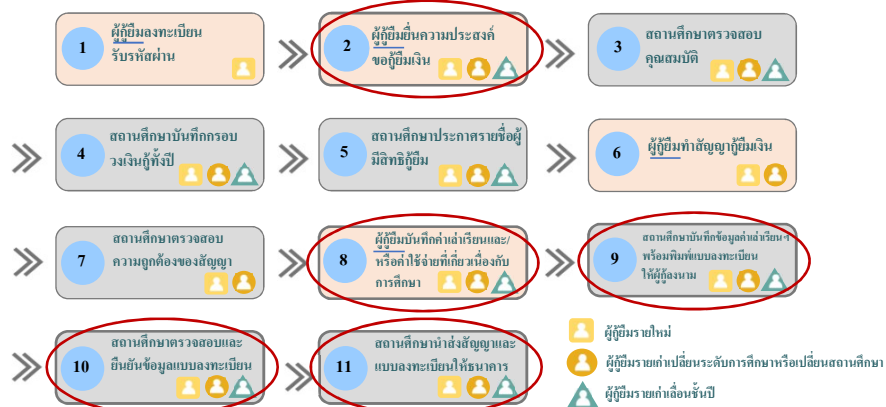 1
ผู้กู้ยืมลงทะเบียน
รับรหัสผ่าน
2
ผู้กู้ยืมยื่นความประสงค์
ขอกู้ยืมเงิน
3
สถานศึกษาตรวจสอบ
คุณสมบัติ
4
สถานศึกษาบันทึกกรอบ
วงเงินกู้ทั้งปี
5
สถานศึกษาประกาศรายชื่อผู้
มีสิทธิกู้ยืม
6
ผู้กู้ยืมทำสัญญากู้ยืมเงิน
7
สถานศึกษาตรวจสอบ
ความถูกต้องของสัญญา
8
ผู้กู้ยืมบันทึกค่าเล่าเรียนและ/
หรือค่าใช้จ่ายที่เกี่ยวเนื่องกับ
การศึกษา
9
สถานศึกษาบันทึกข้อมูลค่าเล่าเรียนฯ
พร้อมพิมพ์แบบลงทะเบียน
ให้ผู้กู้ลงนาม
10
สถานศึกษาตรวจสอบและ
ยืนยันข้อมูลแบบลงทะเบียน
11
สถานศึกษานำส่งสัญญาและ
แบบลงทะเบียนให้ธนาคาร
ผู้กู้ยืมรายใหม่
ผู้กู้ยืมรายเก่าเปลี่ยนระดับการศึกษาหรือเปลี่ยนสถานศึกษา
ผู้กู้ยืมรายเก่าเลื่อนชั้นปี